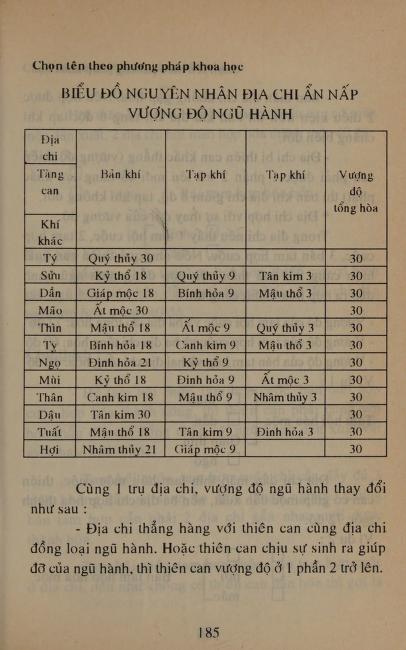 Chọn tên theo phương pháp khoa học
BIỂU ĐỒ NGUYÊN NHÂN ĐỊA CHI ẨN NẤP
VƯỢNG ĐỘ NGŨ HÀNH
Địa chi Tàng can Khí khắc | Bản khí | Tạp khí | Tạp khí | Vượng độ tổng hòa
Tý | Quý thủy 30 | | | 30
Sửu | Kỷ thổ 18 | Quý thủy 9 | Tân kim 3 | 30
Dần | Giáp mộc 18 | Bính hỏa 9 | Mậu thổ 3 | 30
Mão | Ất mộc 30 | | | 30
Thìn | Mậu thổ 18 | Ất mộc 9 | Quý thủy 3 | 30
Tỵ | Bính hỏa 18 | Canh kim 9 | Mậu thổ 3 | 30
Ngọ | Đinh hỏa 21 | Kỷ thổ 9 | | 30
Mùi | Kỷ thổ 18 | Đinh hỏa 9 | Ất mộc 3 | 30
Thân | Canh kim 18 | Mậu thổ 9 | Nhâm thủy 3 | 30
Dậu | Tân kim 30 | | | 30
Tuất | Mậu thổ 18 | Tân kim 9 | Đinh hỏa 3 | 30
Hợi | Nhâm thủy 21 | Giáp mộc 9 | | 30
Cùng 1 trụ địa chi, vượng độ ngũ hành thay đổi
như sau :
- Địa chi thẳng hàng với thiên can cùng địa chi
đồng loại ngũ hành. Hoặc thiên can chịu sự sinh ra giúp
đỡ của ngũ hành, thì thiên can vượng độ ở 1 phần 2 trở lên.
185